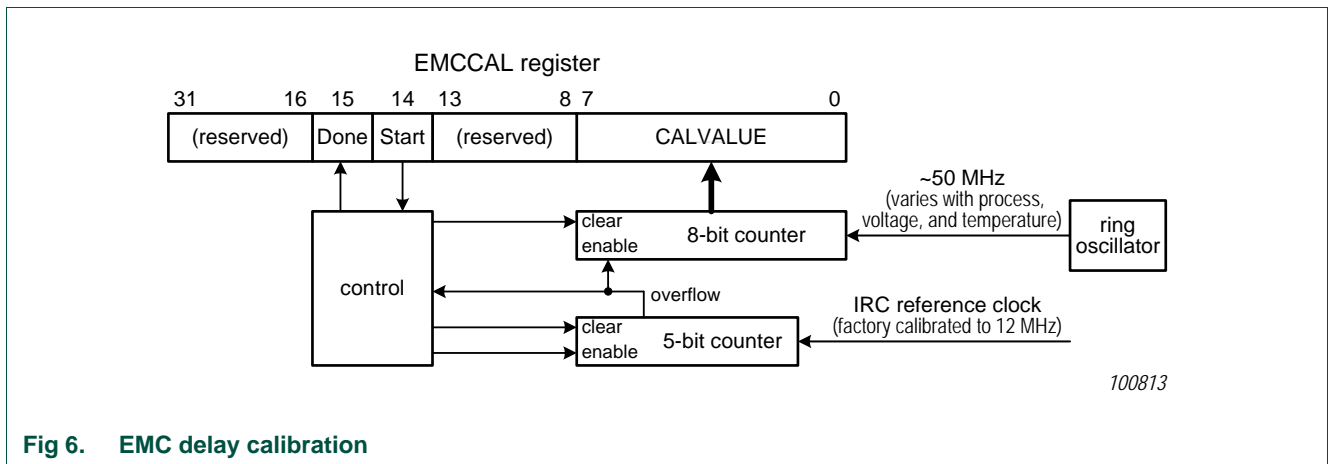 EMCCAL register
31 16 15 14 13 8 7 0
(reserved) Done Start (reserved) CALVALUE
~50 MHz
(varies with process,
voltage, and temperature)
clear
enable
8-bit counter
ring
oscillator
control
overflow
IRC reference clock
(factory calibrated to 12 MHz)
clear
enable
5-bit counter
100813
Fig 6. EMC delay calibration